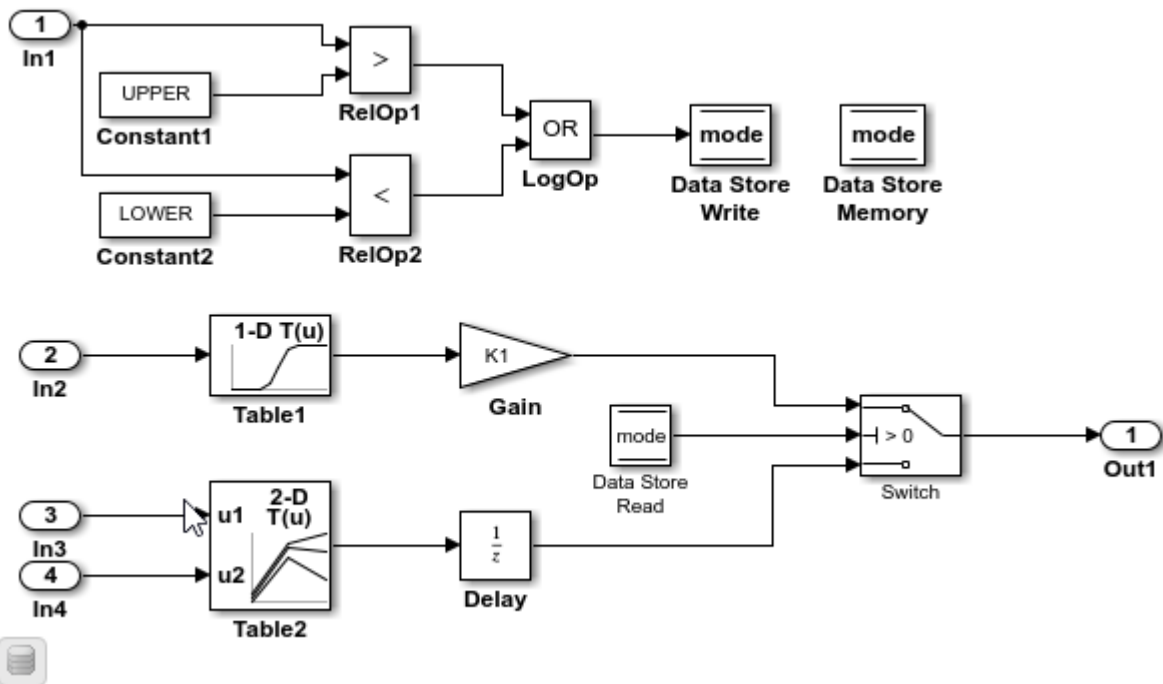 1
In1
UPPER
Constant1
>
RelOp1
OR
LogOp
mode
Data Store
Write
mode
Data Store
Memory
LOWER
Constant2
<
RelOp2
2
In2
1-D T(u)
Table1
K1
Gain
mode
Data Store
Read
> 0
Switch
1
Out1
3
In3
4
In4
u1
u2
2-D
T(u)
Table2
1
z
Delay